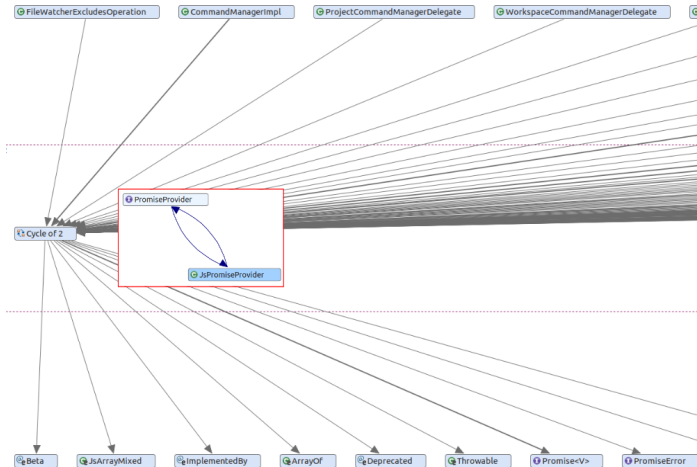 FileWatcherExcludesOperation
CommandManagerImpl
ProjectCommandManagerDelegate
WorkspaceCommandManagerDelegate
PromiseProvider
Cycle of 2
JsPromiseProvider
Beta
JsArrayMixed
ImplementedBy
ArrayOf
Deprecated
Throwable
Promise<V>
PromiseError